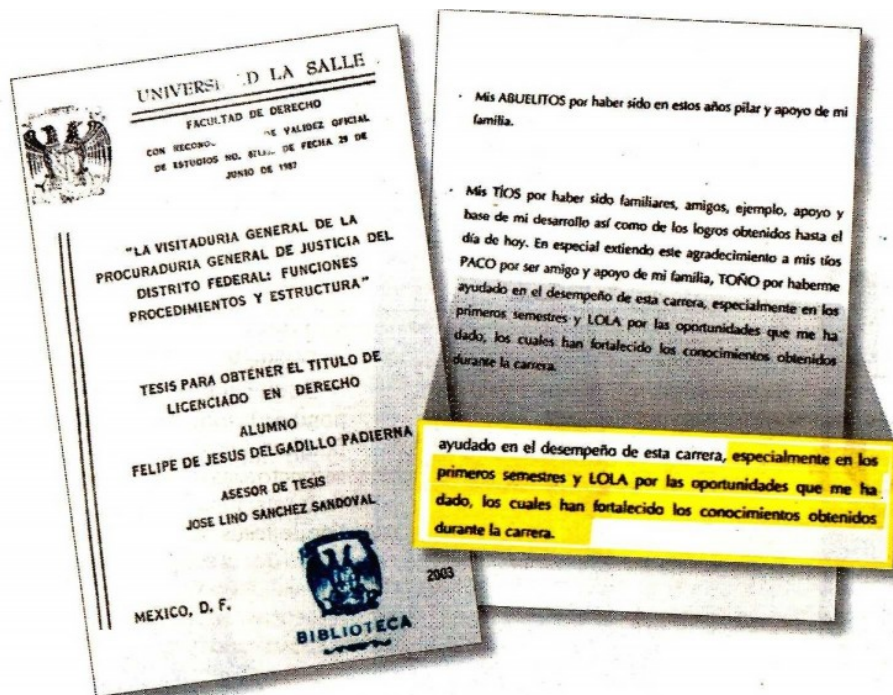 UNIVERSI D LA SALLE
FACULTAD DE DERECHO
CON RECONOC DE VALIDEZ OFICIAL
DE ESTUDIOS NO. DE FECHA 29 DE
JUNIO DE 1987
"LA VISITADURIA GENERAL DE LA
PROCURADURIA GENERAL DE JUSTICIA DEL
DISTRITO FEDERAL: FUNCIONES
PROCEDIMIENTOS Y ESTRUCTURA"
TESIS PARA OBTENER EL TITULO DE
LICENCIADO EN DERECHO
ALUMNO
FELIPE DE JESUS DELGADILLO PADIERNA
ASESOR DE TESIS
JOSE LINO SANCHEZ SANDOVAL
MEXICO, D. F.
2003
BIBLIOTECA
Mis ABUELITOS por haber sido en estos años pilar y apoyo de mi
familia.
Mis TÍOS por haber sido familiares, amigos, ejemplo, apoyo y
base de mi desarrollo así como de los logros obtenidos hasta el
día de hoy. En especial extiendo este agradecimiento a mis tíos
PACO por ser amigo y apoyo de mi familia, TOÑO por haberme
ayudado en el desempeño de esta carrera, especialmente en los
primeros semestres y LOLA por las oportunidades que me ha
dado, los cuales han fortalecido los conocimientos obtenidos
durante la carrera.
ayudado en el desempeño de esta carrera, especialmente en los
primeros semestres y LOLA por las oportunidades que me ha
dado, los cuales han fortalecido los conocimientos obtenidos
durante la carrera.